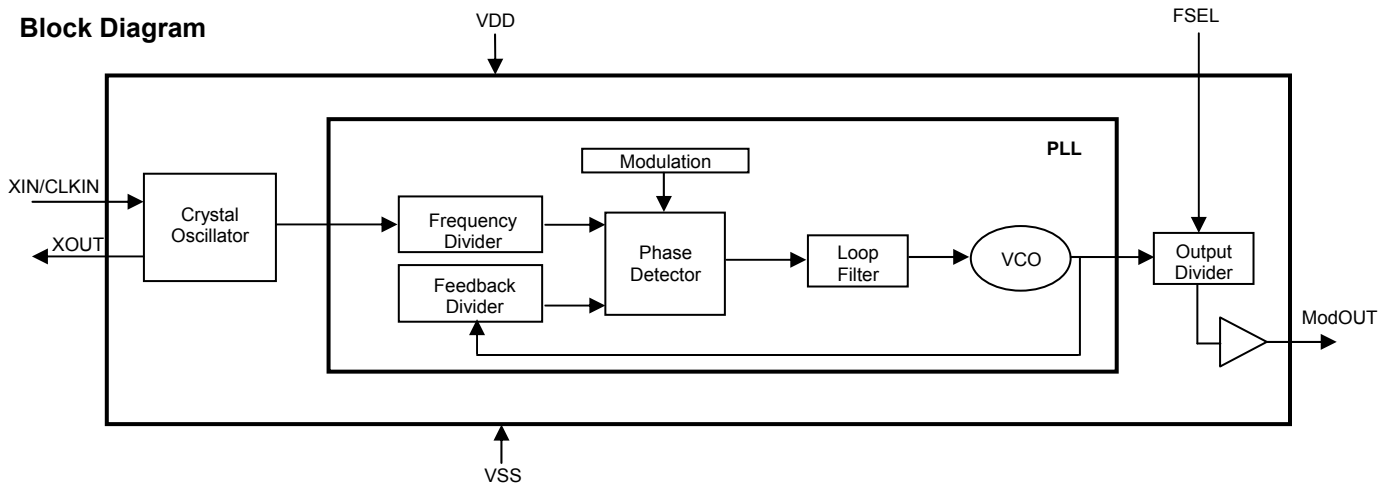 Block Diagram
VDD
FSEL
PLL
Modulation
XIN/CLKIN
Crystal
Oscillator
XOUT
Frequency
Divider
Feedback
Divider
Phase
Detector
Loop
Filter
VCO
Output
Divider
ModOUT
VSS